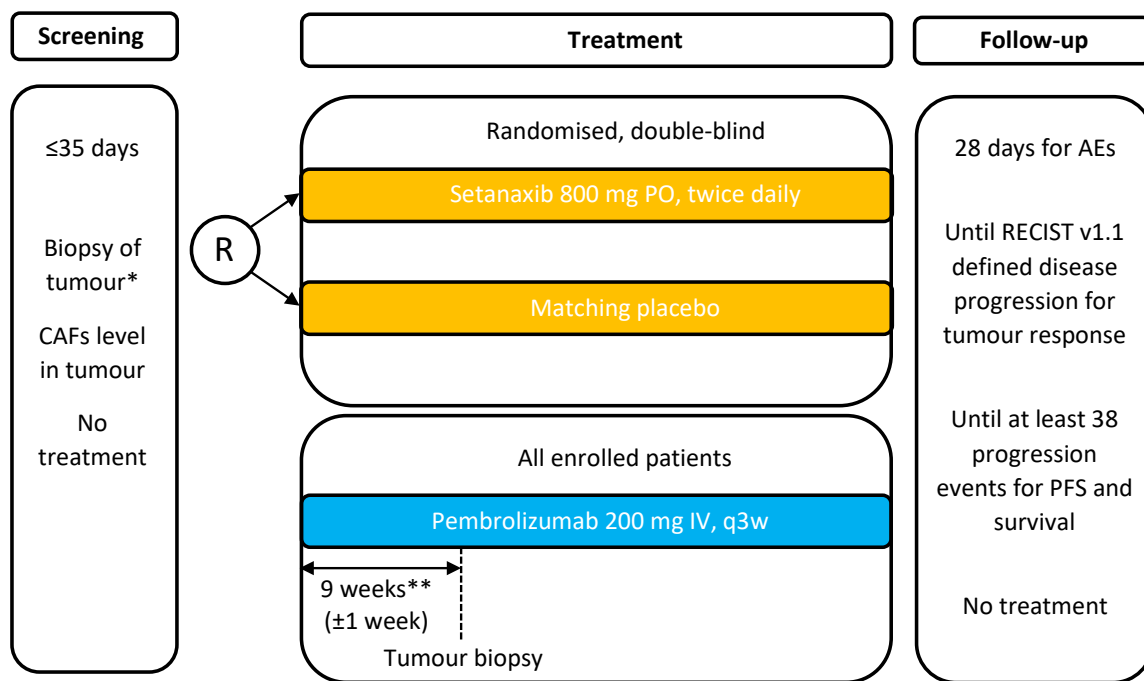 Screening
≤35 days
Biopsy of
tumour*
CAFs level
in tumour
No
treatment
R
Treatment
Randomised, double-blind
Setanaxib 800 mg PO, twice daily
Matching placebo
All enrolled patients
Pembrolizumab 200 mg IV, q3w
9 weeks**
(±1 week)
Tumour biopsy
Follow-up
28 days for AEs
Until RECIST v1.1
defined disease
progression for
tumour response
Until at least 38
progression
events for PFS and
survival
No treatment